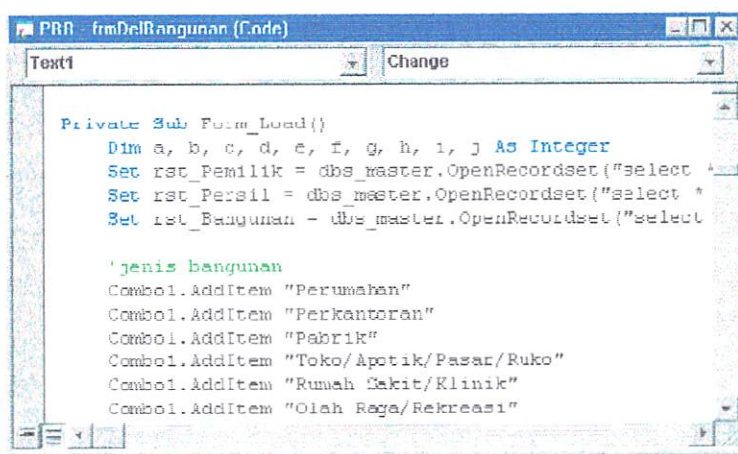 PBB - frmDelBangunan (Code)
Text1 Change
Private Sub Form_Load()
Dim a, b, c, d, e, f, g, h, i, j As Integer
Set rst_Pemilik = dbs_master.OpenRecordset("select *
Set rst_Persil = dbs_master.OpenRecordset("select *
Set rst_Bangunan = dbs_master.OpenRecordset("select
'jenis bangunan
Combo1.AddItem "Perumahan"
Combo1.AddItem "Perkantoran"
Combo1.AddItem "Pabrik"
Combo1.AddItem "Toko/Apotik/Pasar/Ruko"
Combo1.AddItem "Rumah Sakit/Klinik"
Combo1.AddItem "Olah Raga/Rekreasi"